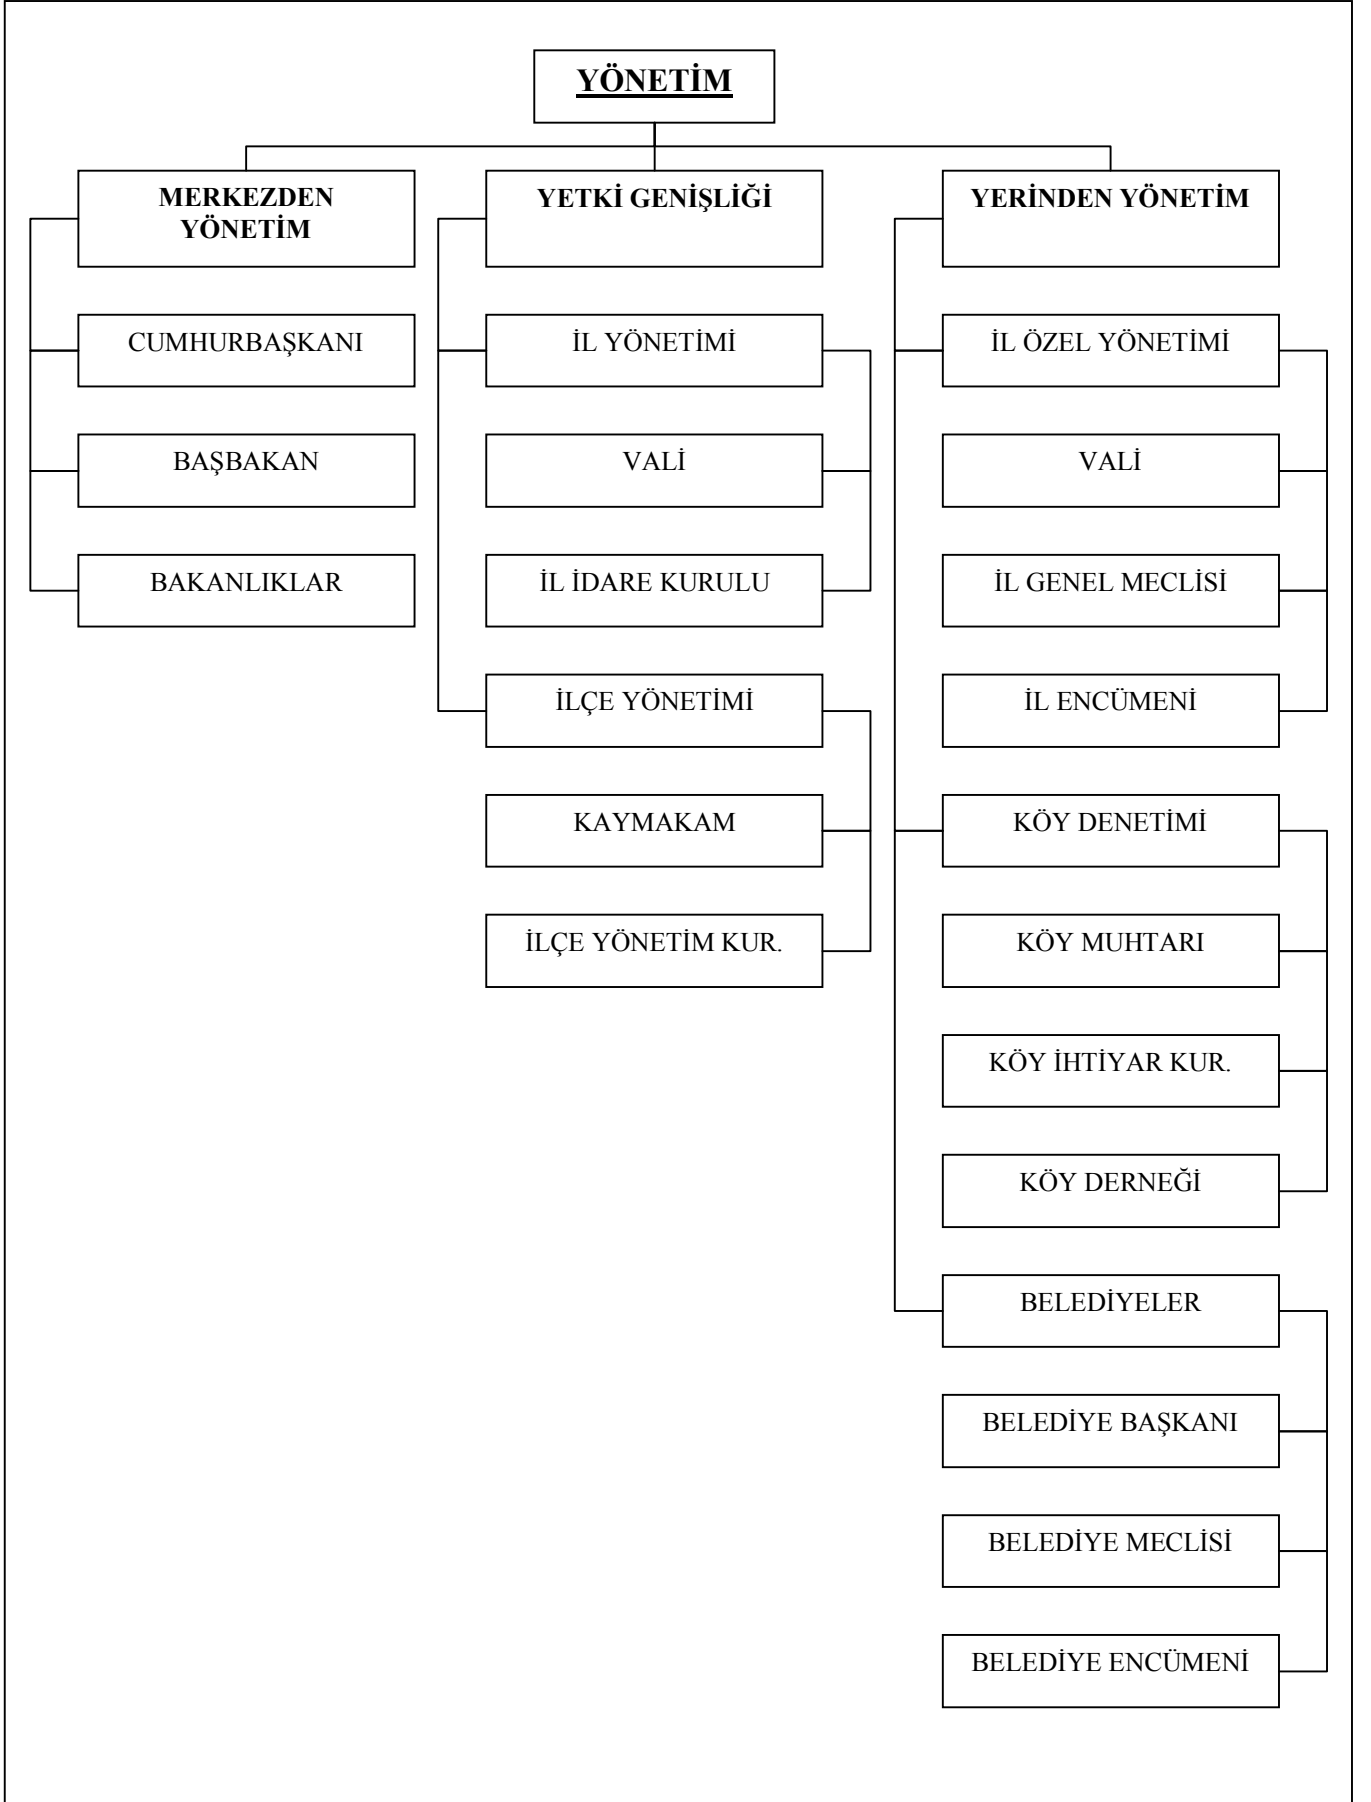 YÖNETİM
MERKEZDEN
YÖNETİM
CUMHURBAŞKANI
BAŞBAKAN
BAKANLIKLAR
YETKİ GENİŞLİĞİ
İL YÖNETİMİ
VALİ
İL İDARE KURULU
İLÇE YÖNETİMİ
KAYMAKAM
İLÇE YÖNETİM KUR.
YERİNDEN YÖNETİM
İL ÖZEL YÖNETİMİ
VALİ
İL GENEL MECLİSİ
İL ENCÜMENİ
KÖY DENETİMİ
KÖY MUHTARI
KÖY İHTİYAR KUR.
KÖY DERNEĞİ
BELEDİYELER
BELEDİYE BAŞKANI
BELEDİYE MECLİSİ
BELEDİYE ENCÜMENİ